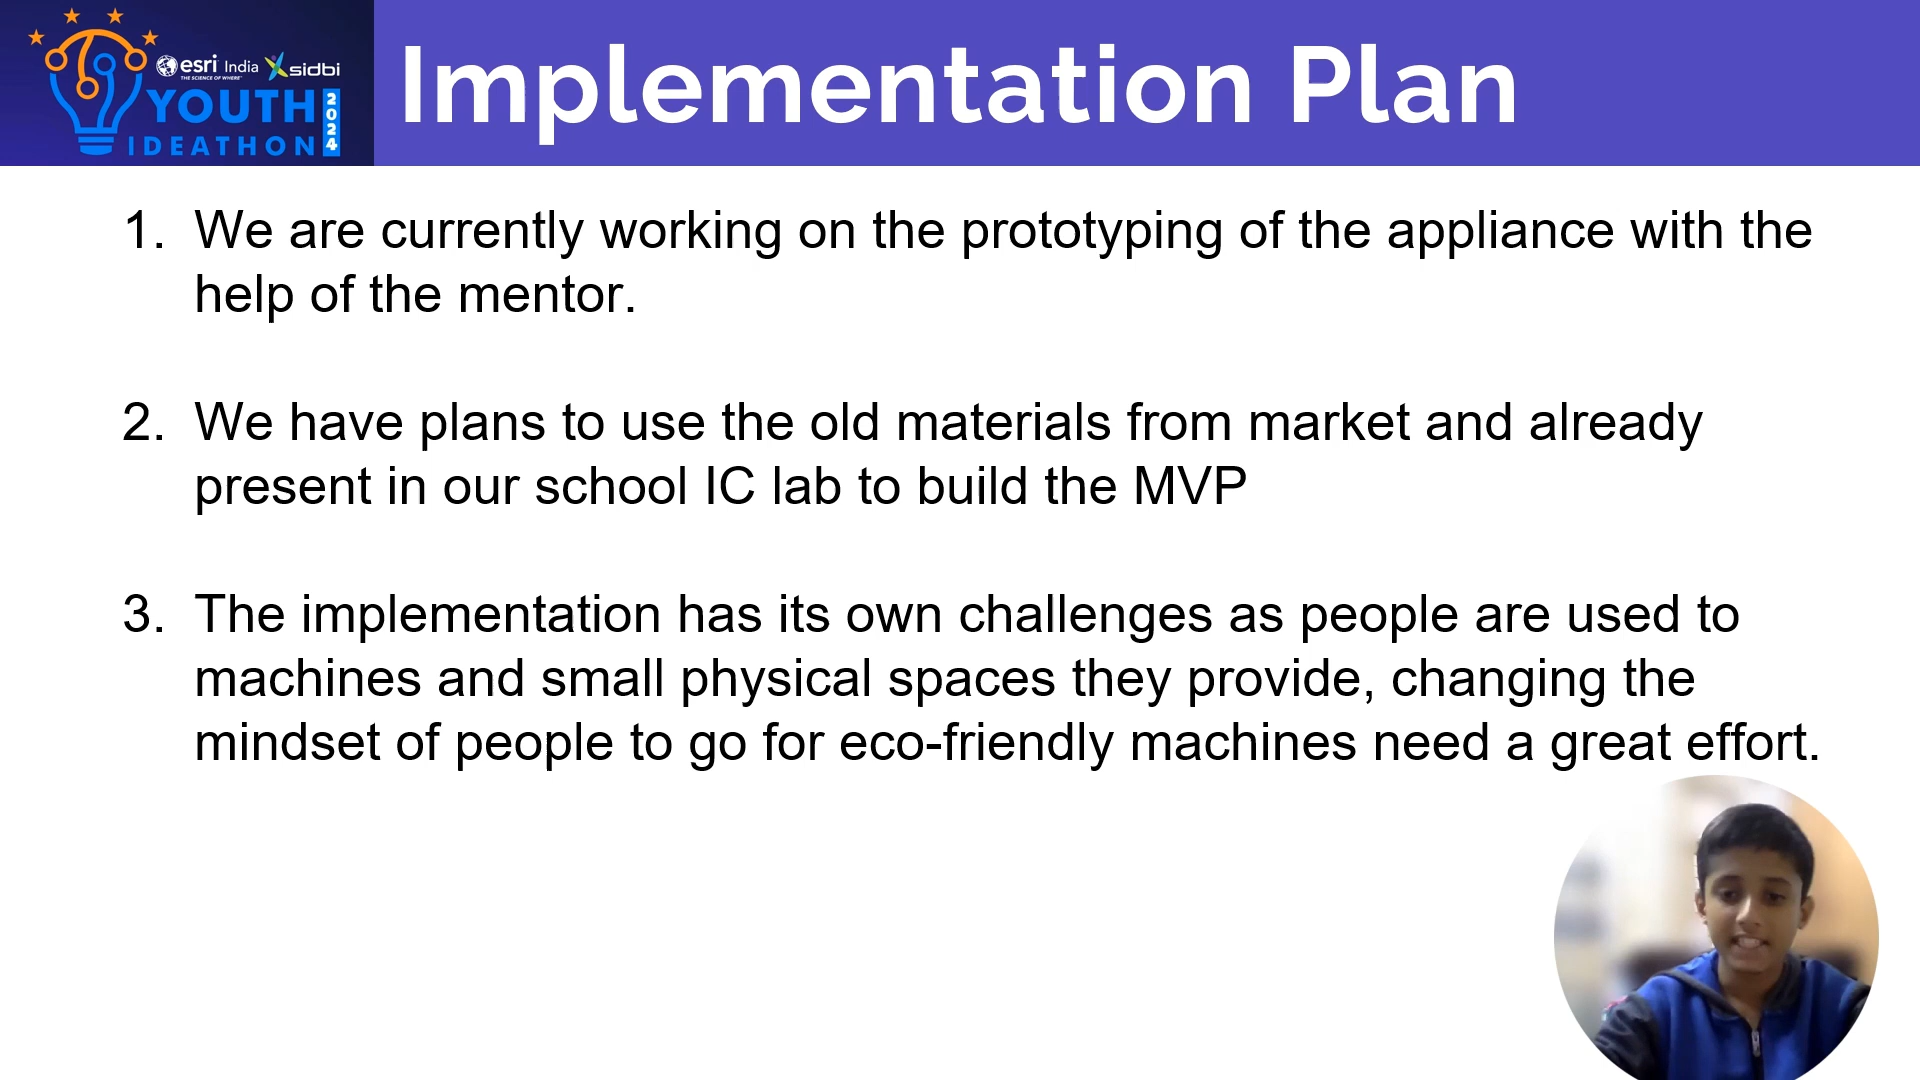 esri India
THE SCIENCE OF WHERE
sidbi
YOUTH
IDEATHON
2024
Implementation Plan
1. We are currently working on the prototyping of the appliance with the
help of the mentor.
2. We have plans to use the old materials from market and already
present in our school IC lab to build the MVP
3. The implementation has its own challenges as people are used to
machines and small physical spaces they provide, changing the
mindset of people to go for eco-friendly machines need a great effort.